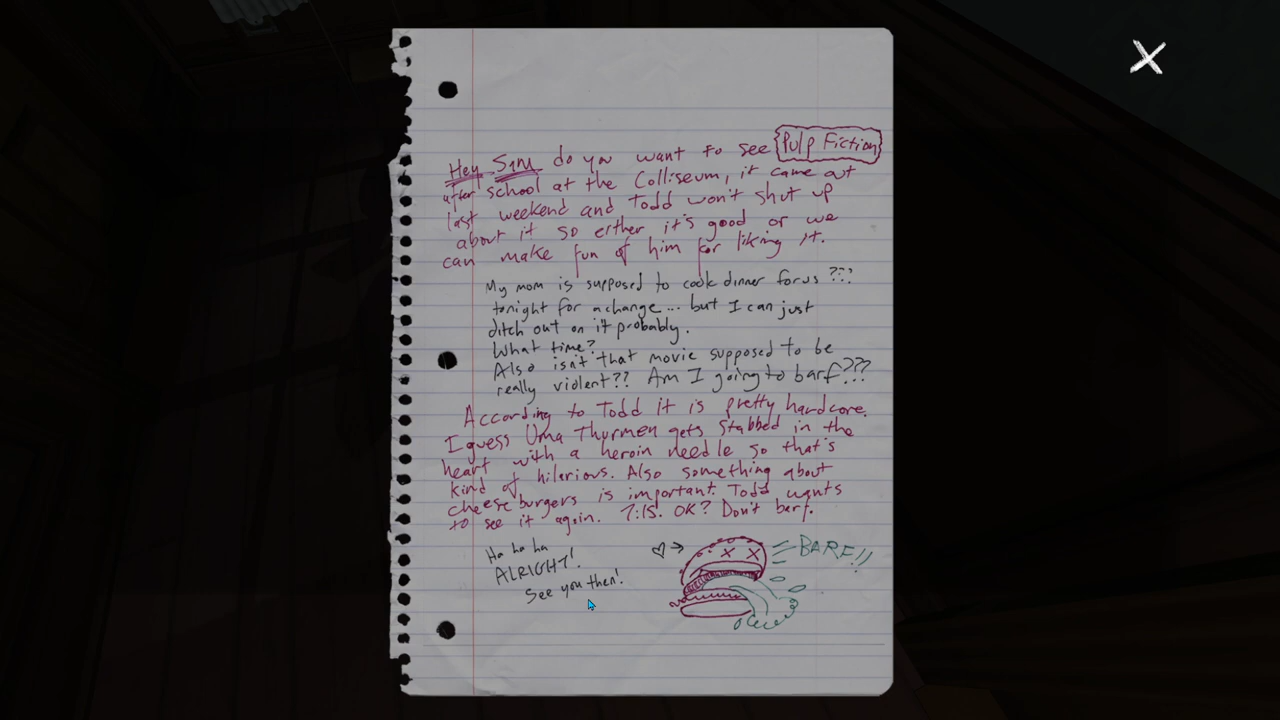 Hey Sam do you want to see Pulp Fiction
after school at the Colliseum, it came out
last weekend and Todd won't shut up
about it so either it's good or we
can make fun of him for liking it.
My mom is supposed to cook dinner for us ???
tonight for a change... but I can just
ditch out on it probably.
What time?
Also isn't that movie supposed to be
really violent?? Am I going to barf???
According to Todd it is pretty hardcore.
I guess Uma Thurmen gets stabbed in the
heart with a heroin needle so that's
kind of hilarious. Also something about
cheeseburgers is important. Todd wants
to see it again. 7:15. OK? Don't barf.
Ha ha ha
ALRIGHT!
See you then!
BARF!!